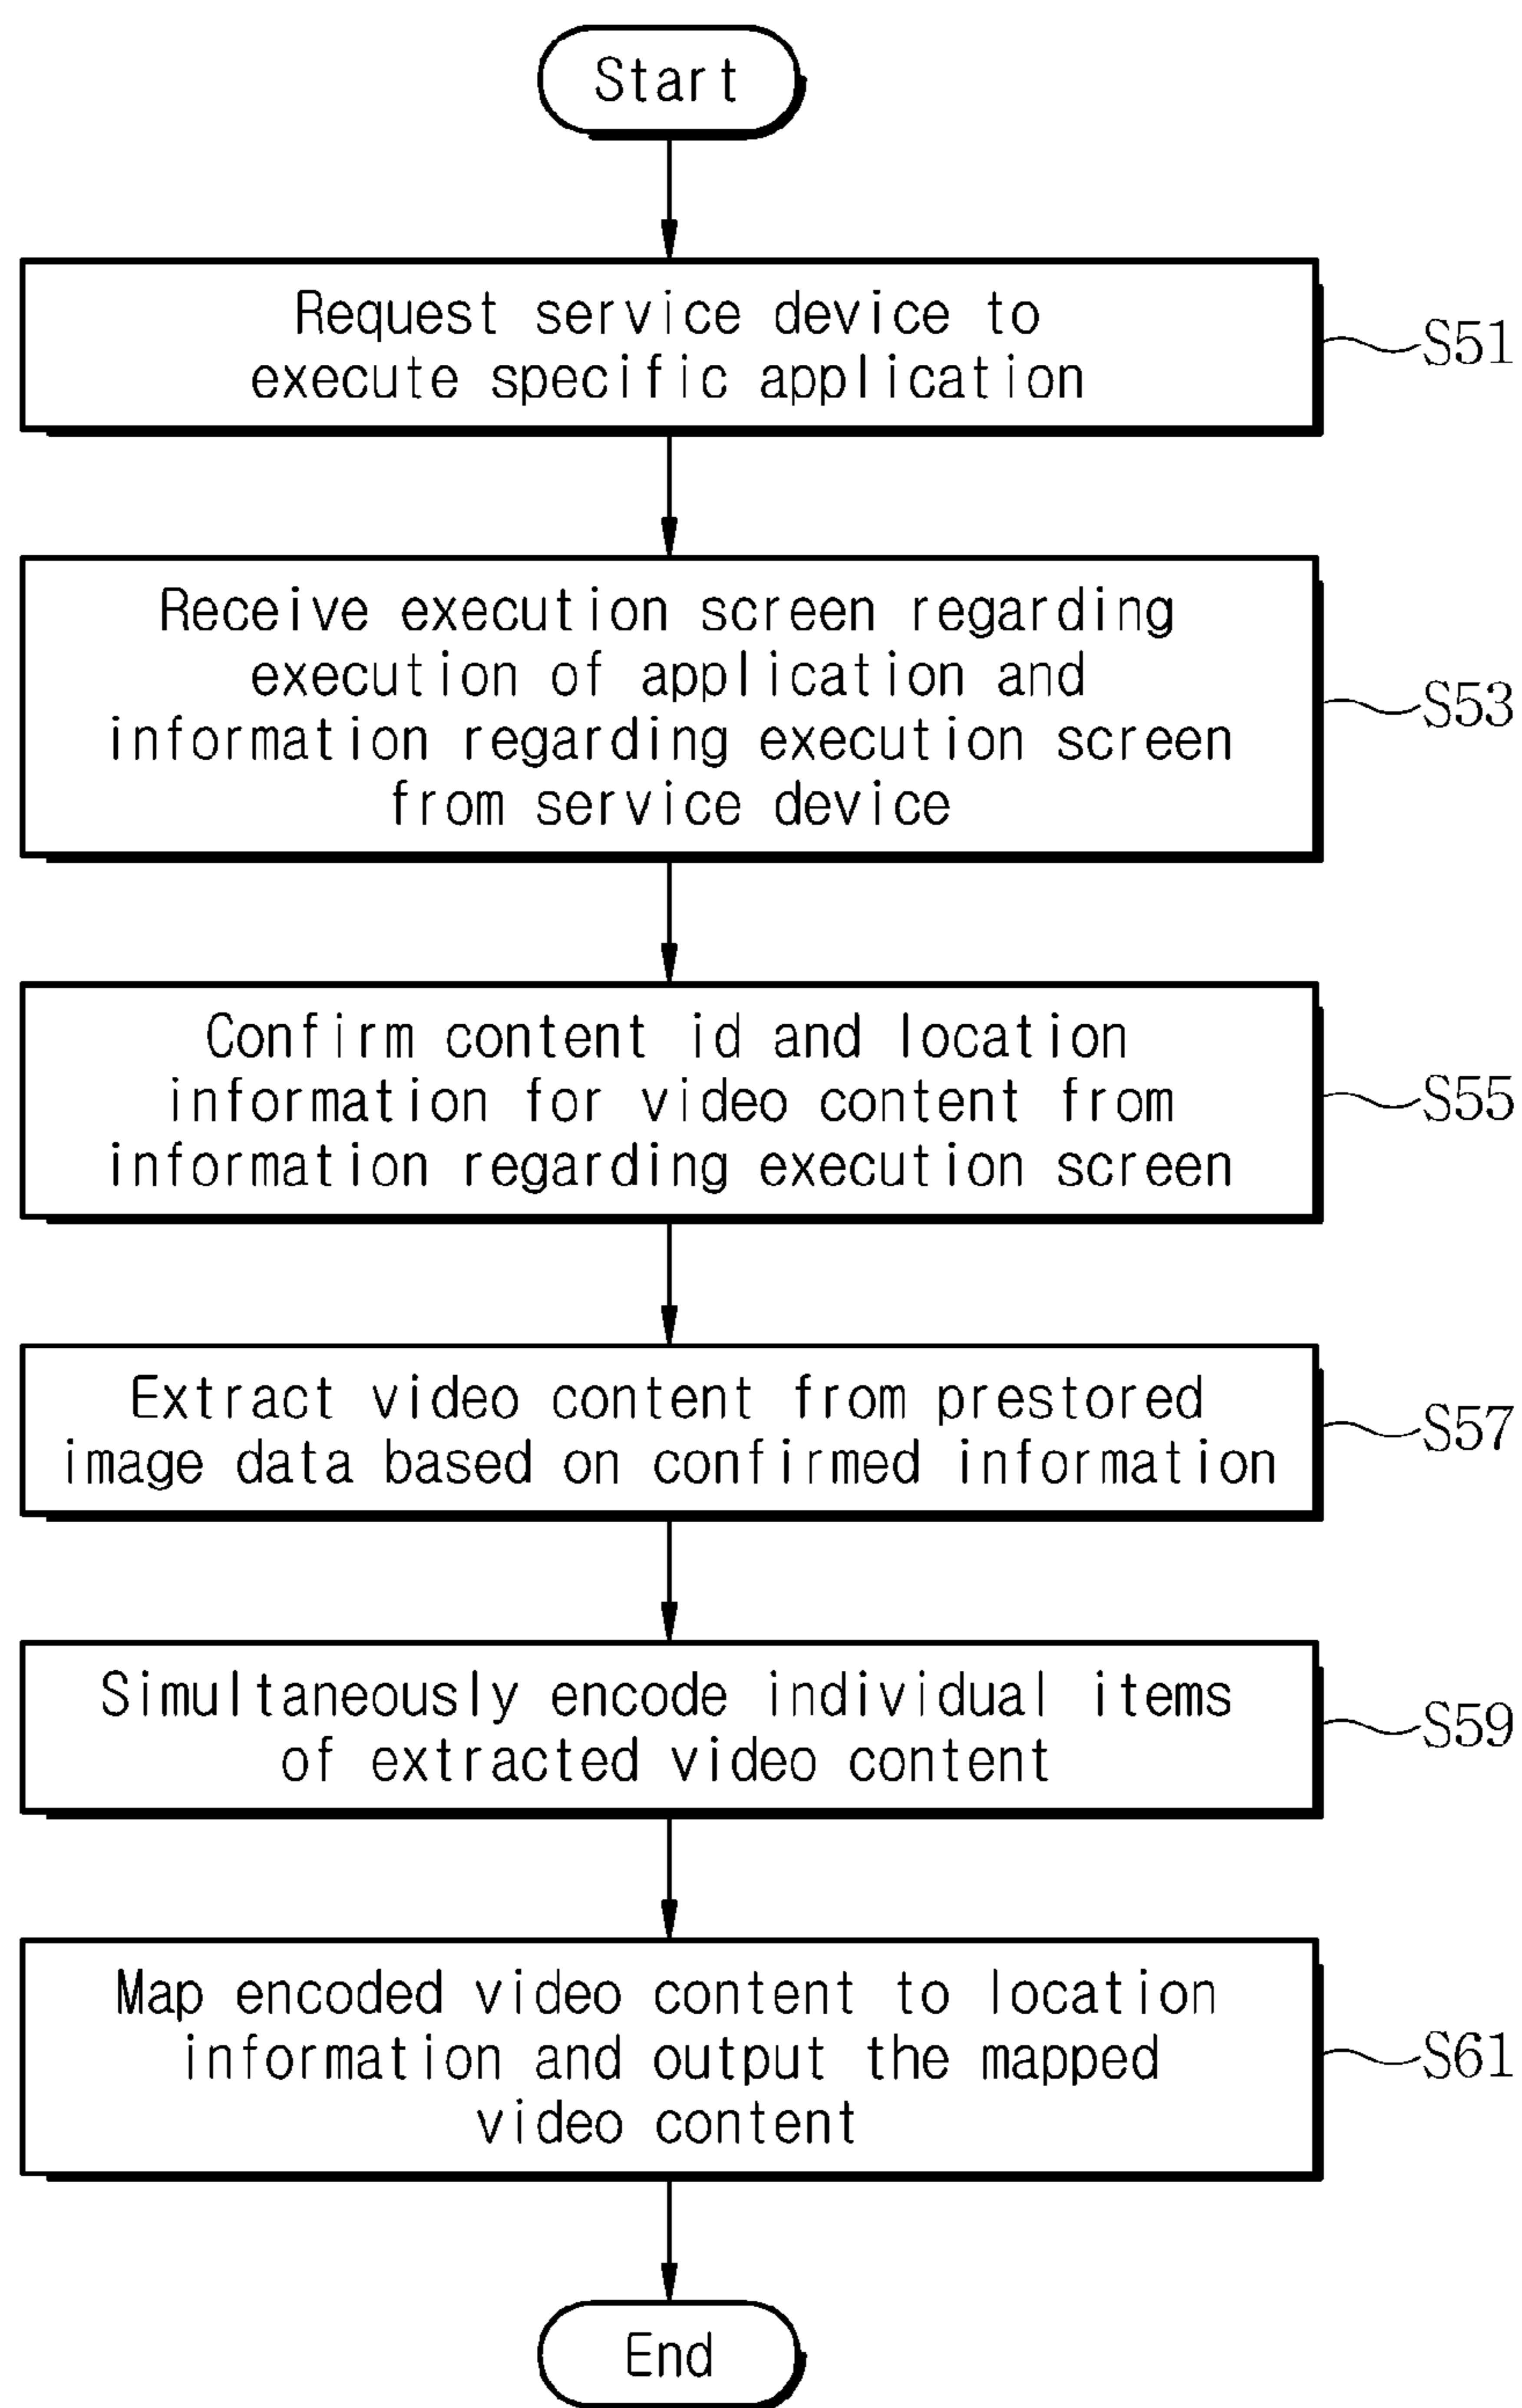 Start
Request service device to
execute specific application
S51
Receive execution screen regarding
execution of application and
information regarding execution screen
from service device
S53
Confirm content id and location
information for video content from
information regarding execution screen
S55
Extract video content from prestored
image data based on confirmed information
S57
Simultaneously encode individual items
of extracted video content
S59
Map encoded video content to location
information and output the mapped
video content
S61
End